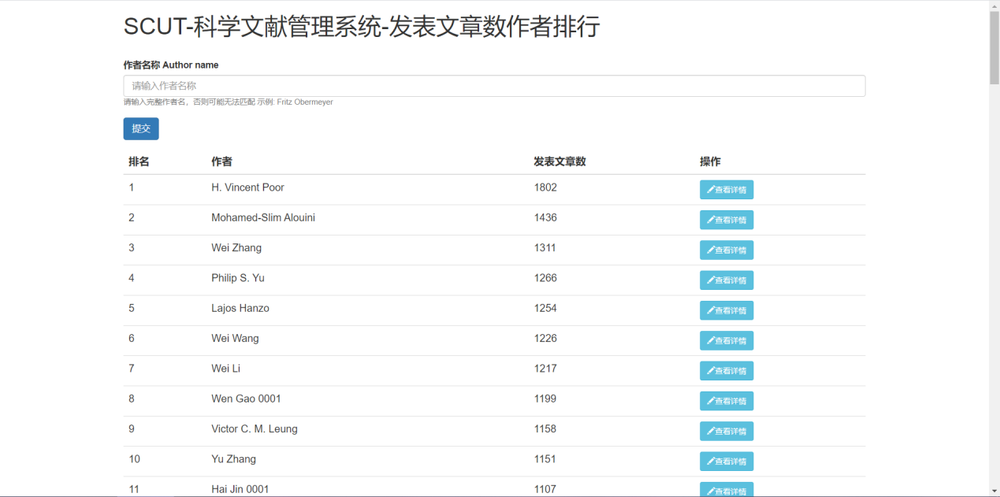 SCUT-科学文献管理系统-发表文章数作者排行
作者名称 Author name
请输入作者名称
请输入完整作者名，否则可能无法匹配 示例: Fritz Obermeyer
提交
排名 作者 发表文章数 操作
1 H. Vincent Poor 1802 查看详情
2 Mohamed-Slim Alouini 1436 查看详情
3 Wei Zhang 1311 查看详情
4 Philip S. Yu 1266 查看详情
5 Lajos Hanzo 1254 查看详情
6 Wei Wang 1226 查看详情
7 Wei Li 1217 查看详情
8 Wen Gao 0001 1199 查看详情
9 Victor C. M. Leung 1158 查看详情
10 Yu Zhang 1151 查看详情
11 Hai Jin 0001 1107 查看详情